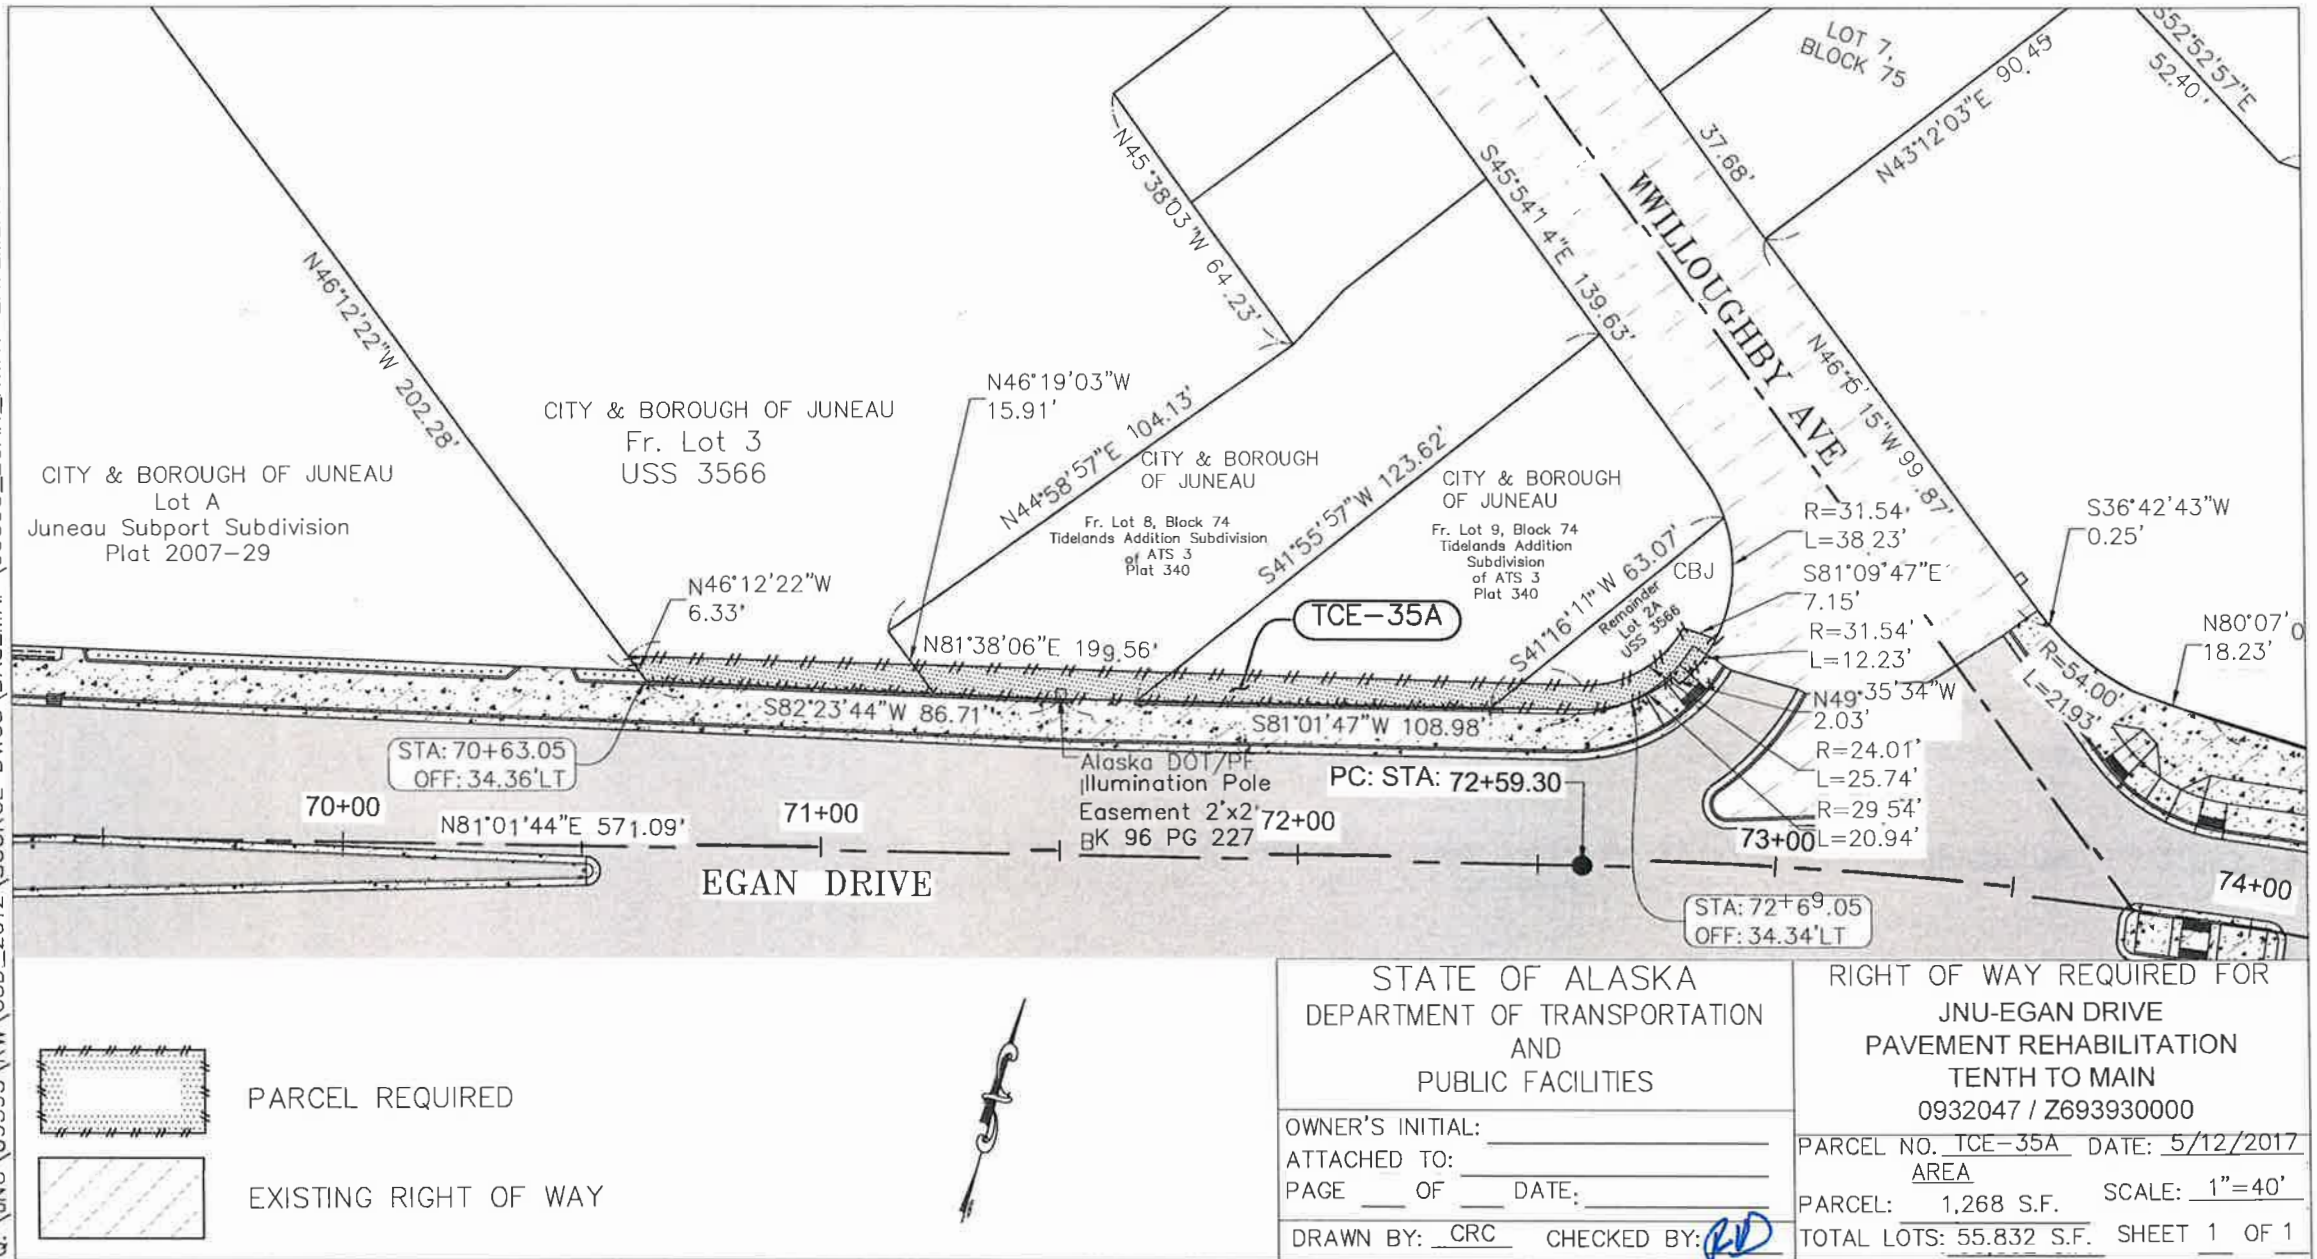 LOT 7,
BLOCK 75
N43°12'03"E 90.45
S52°52'57"E
52.40'
37.68'
N45°38'03"W 64.23'
S45°54'14"E 139.63'
WWILLOUGHBY AVE
N46°12'22"W 202.28'
CITY & BOROUGH OF JUNEAU
Fr. Lot 3
USS 3566
N46°19'03"W
15.91'
N44°58'57"E 104.13'
CITY & BOROUGH OF JUNEAU
Lot A
Juneau Subport Subdivision
Plat 2007-29
CITY & BOROUGH
OF JUNEAU
Fr. Lot 8, Block 74
Tidelands Addition Subdivision
of ATS 3
Plat 340
S41°55'57"W 123.62'
CITY & BOROUGH
OF JUNEAU
Fr. Lot 9, Block 74
Tidelands Addition
Subdivision
of ATS 3
Plat 340
15"W 99.87'
S36°42'43"W
0.25'
R=31.54'
L=38.23'
CBJ
S81°09'47"E
7.15'
N46°12'22"W
6.33'
TCE-35A
S41°16'11"W 63.07'
Remainder
Lot 2A
USS 3566
R=31.54'
L=12.23'
N80°07'
18.23'
N81°38'06"E 199.56'
R=54.00'
L=21.93'
N49°35'34"W
2.03'
S82°23'44"W 86.71'
S81°01'47"W 108.98'
R=24.01'
L=25.74'
STA: 70+63.05
OFF: 34.36'LT
Alaska DOT/PF
Illumination Pole
Easement 2'x2'
BK 96 PG 227
PC: STA: 72+59.30
R=29.54'
L=20.94'
70+00
N81°01'44"E 571.09'
71+00
72+00
73+00
74+00
EGAN DRIVE
STA: 72+69.05
OFF: 34.34'LT
PARCEL REQUIRED
EXISTING RIGHT OF WAY
STATE OF ALASKA
DEPARTMENT OF TRANSPORTATION
AND
PUBLIC FACILITIES
OWNER'S INITIAL:
ATTACHED TO:
PAGE OF DATE:
DRAWN BY: CRC CHECKED BY:
RIGHT OF WAY REQUIRED FOR
JNU-EGAN DRIVE
PAVEMENT REHABILITATION
TENTH TO MAIN
0932047 / Z693930000
PARCEL NO. TCE-35A DATE: 5/12/2017
AREA
PARCEL: 1,268 S.F. SCALE: 1"=40'
TOTAL LOTS: 55.832 S.F. SHEET 1 OF 1